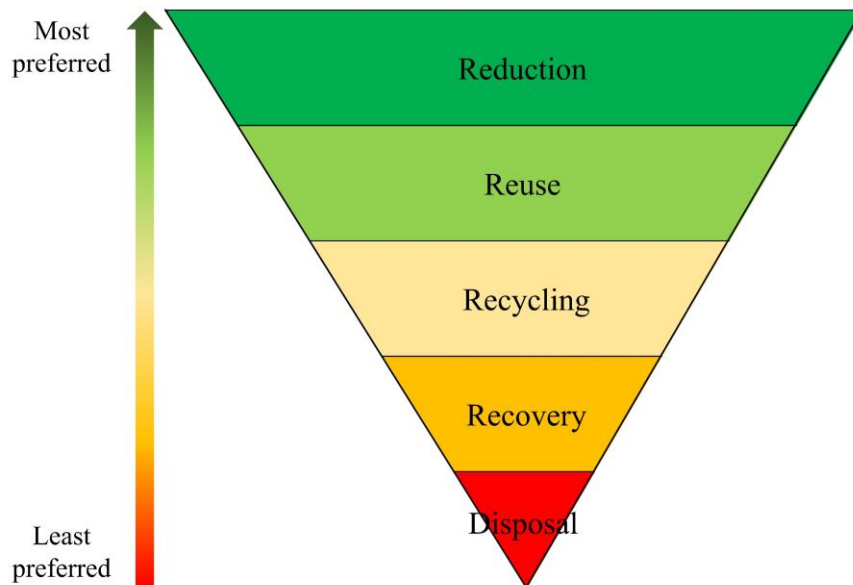 Most
preferred
Reduction
Reuse
Recycling
Recovery
Disposal
Least
preferred